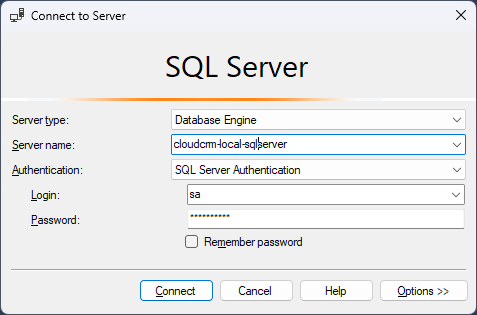 Connect to Server
SQL Server
Server type: Database Engine
Server name: cloudcrm-local-sqlserver
Authentication: SQL Server Authentication
Login: sa
Password: **********
Remember password
Connect Cancel Help Options >>